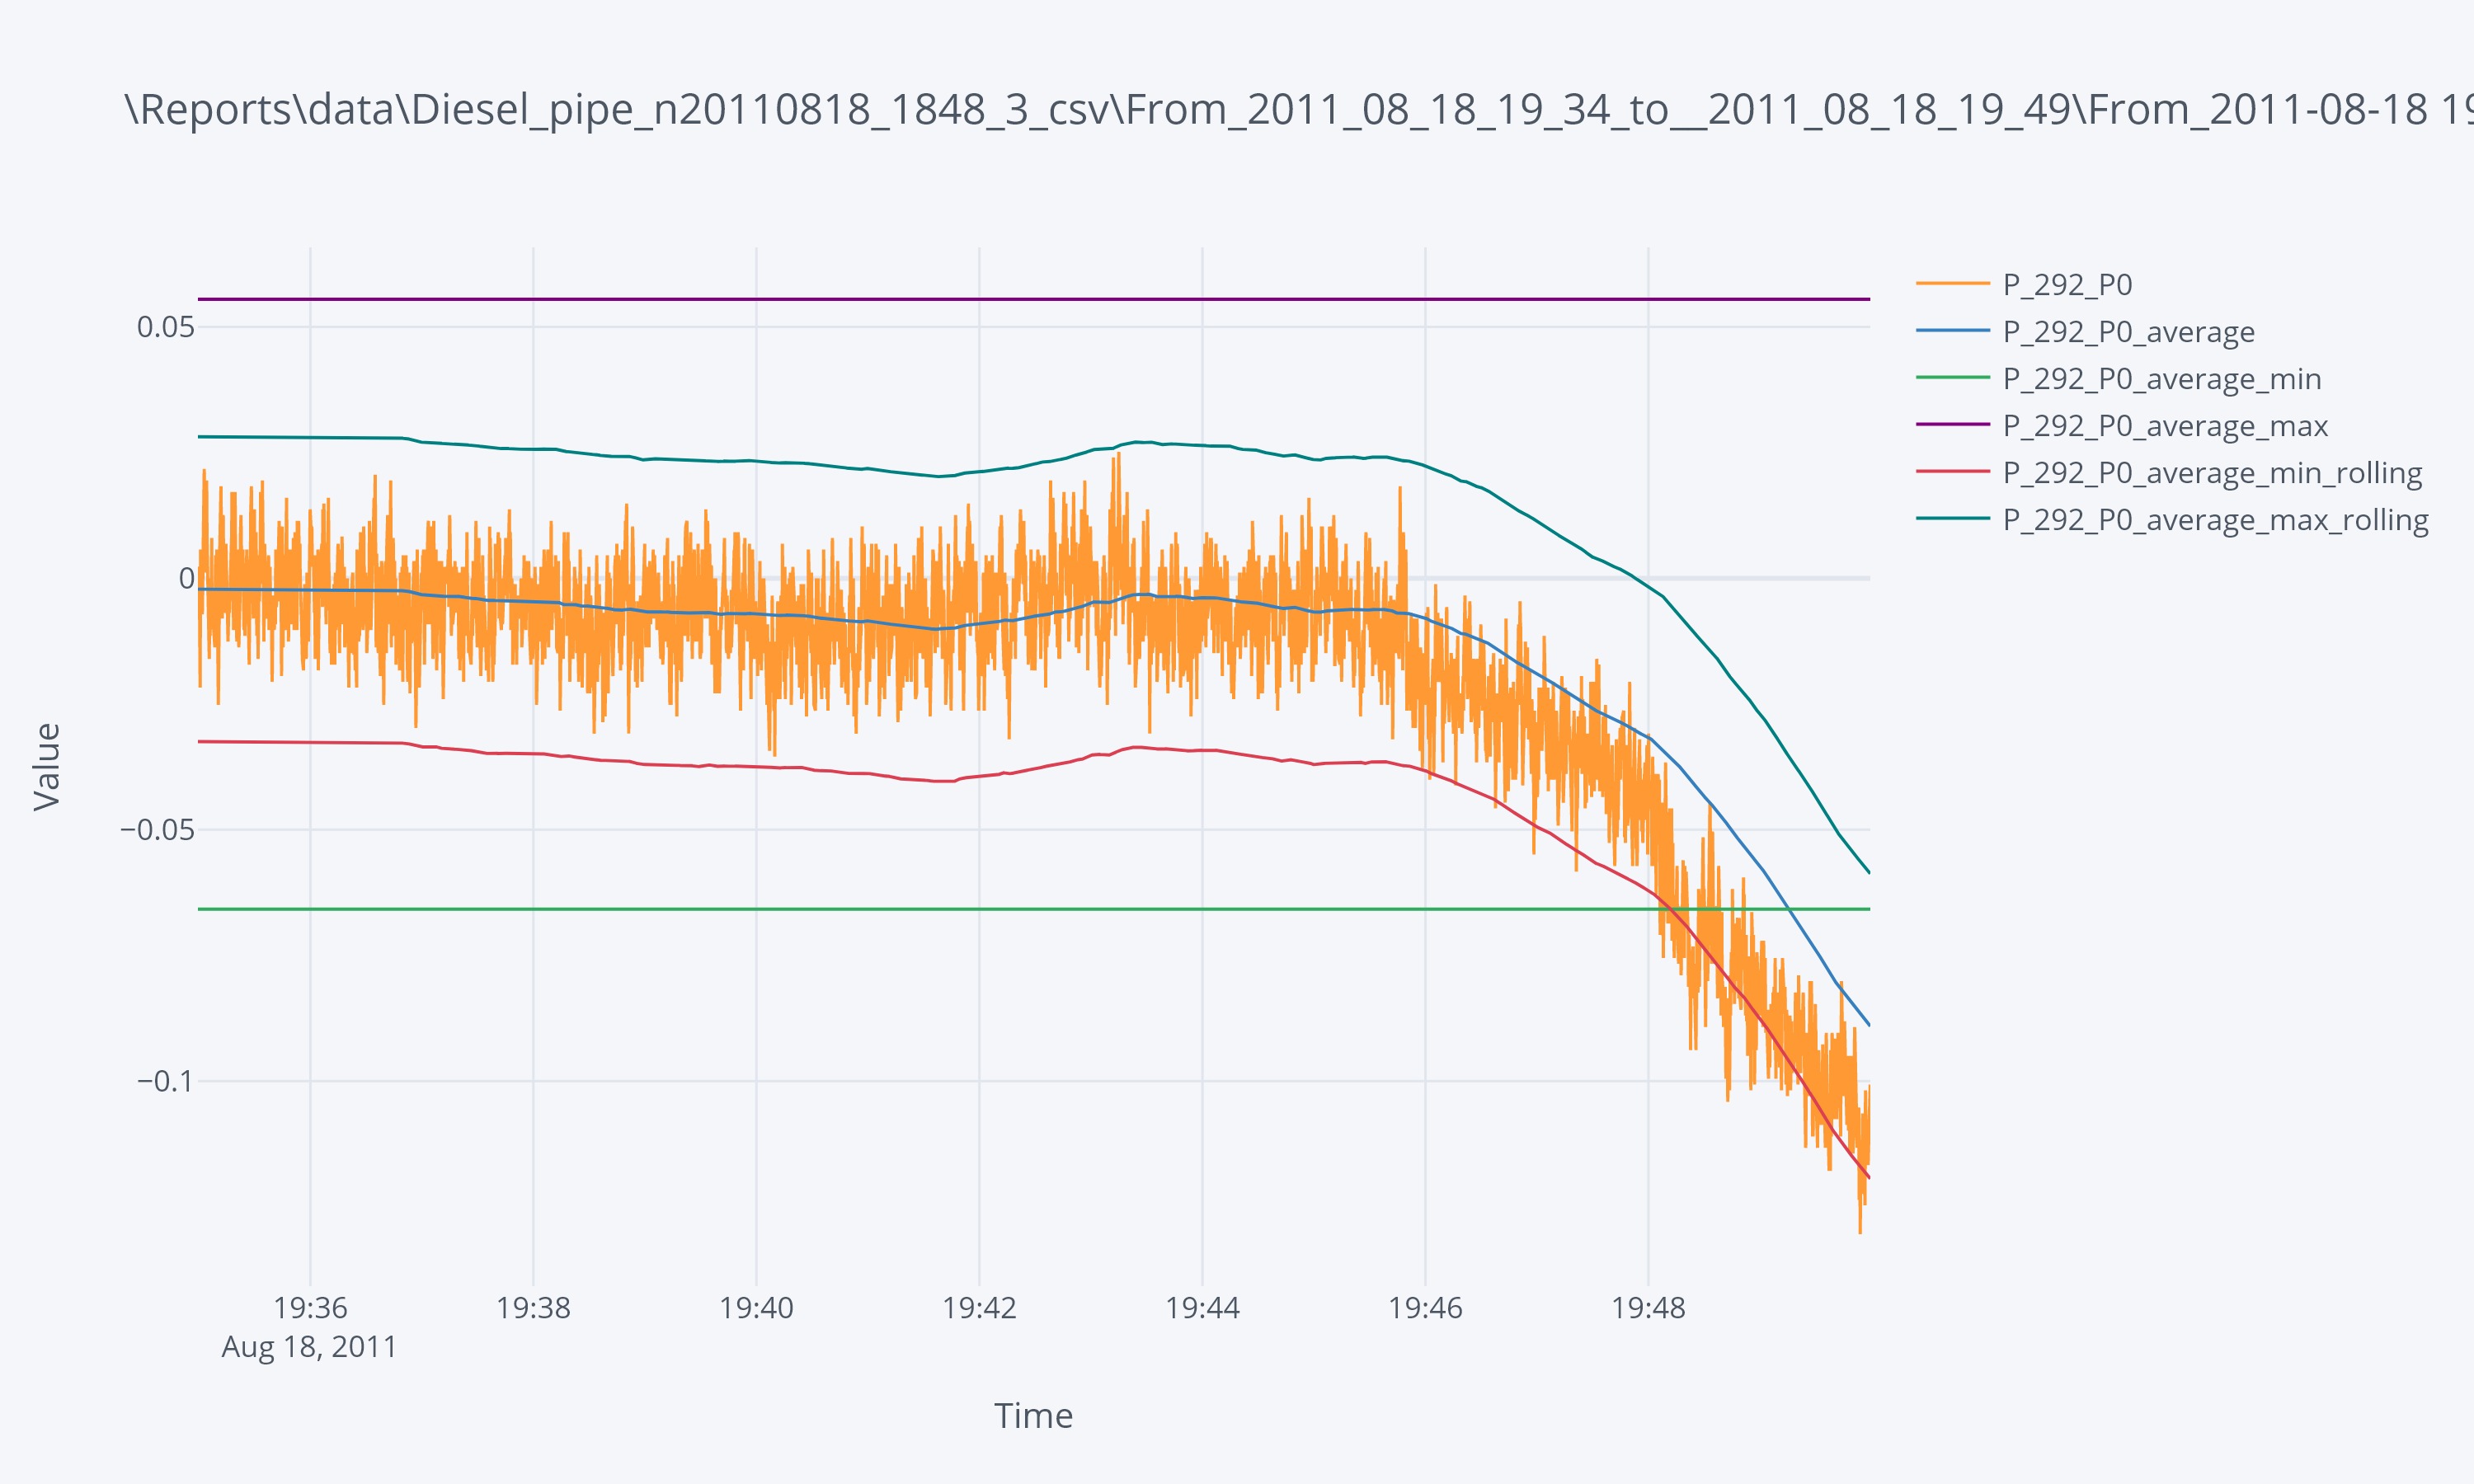 \Reports\data\Diesel_pipe_n20110818_1848_3_csv\From_2011_08_18_19_34_to__2011_08_18_19_49\From_2011-08-18 19
P_292_P0
P_292_P0_average
P_292_P0_average_min
P_292_P0_average_max
P_292_P0_average_min_rolling
P_292_P0_average_max_rolling
0.05
0
−0.05
−0.1
Value
19:36
19:38
19:40
19:42
19:44
19:46
19:48
Aug 18, 2011
Time